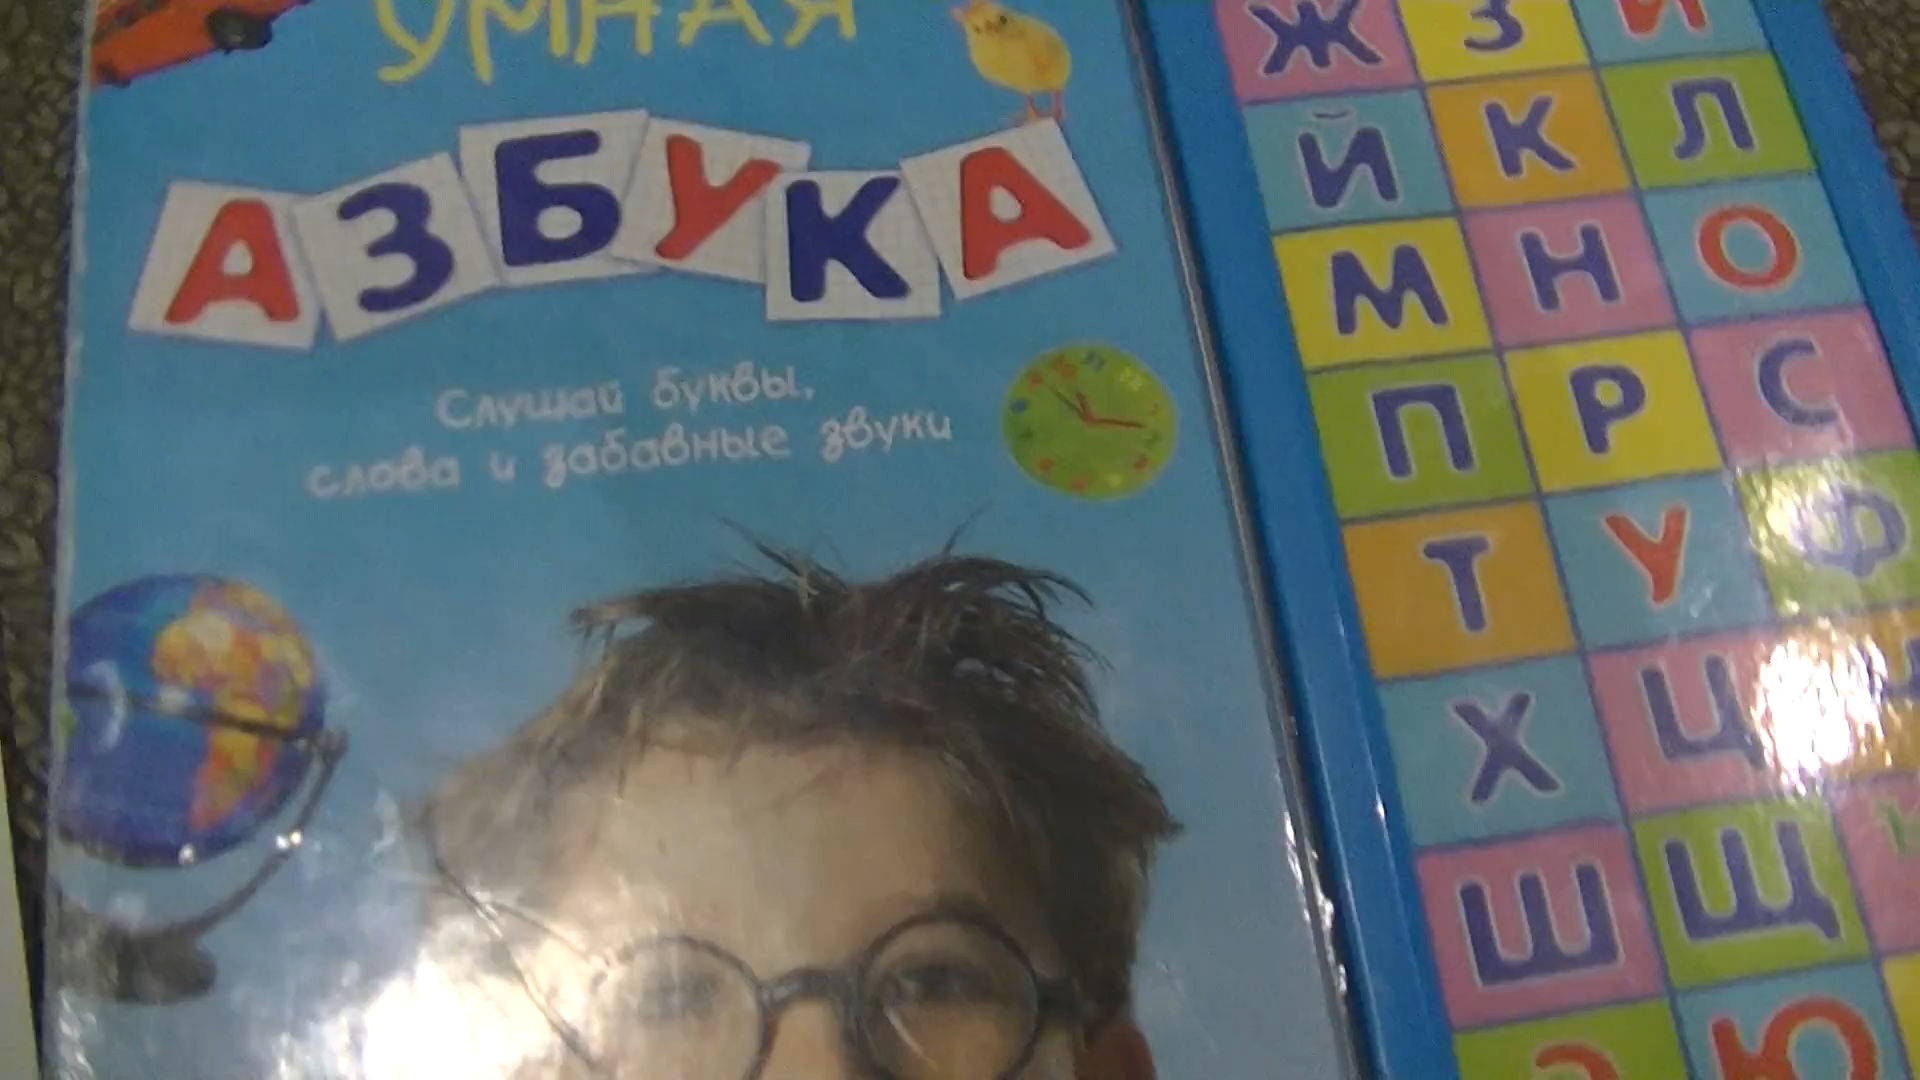 УМНАЯ
АЗБУКА
Слушай буквы,
слова и забавные звуки
Ж З И
Й К Л
М Н О
П Р С
Т У Ф
Х Ц
Ш Щ
Э Ю